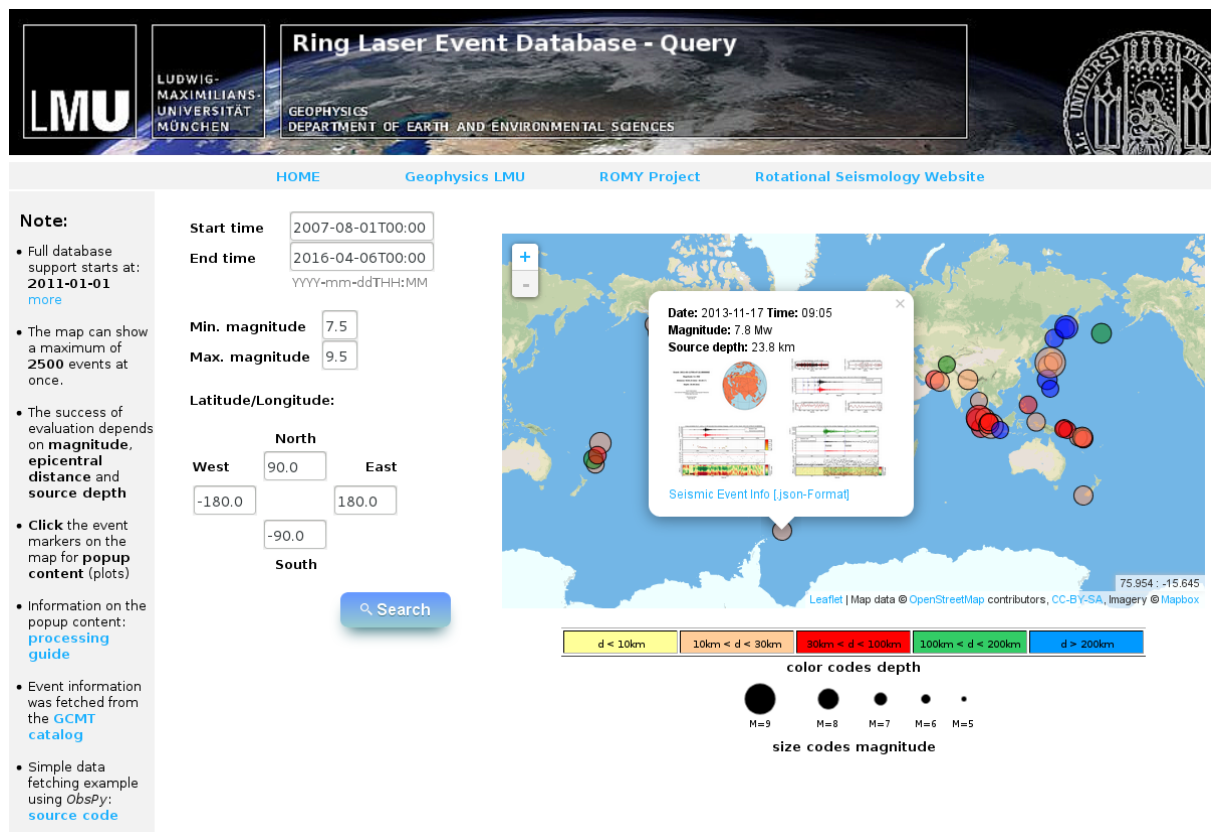 Ring Laser Event Database - Query
LMU
LUDWIG-
MAXIMILIANS-
UNIVERSITÄT
MÜNCHEN
GEOPHYSICS
DEPARTMENT OF EARTH AND ENVIRONMENTAL SCIENCES
HOME
Geophysics LMU
ROMY Project
Rotational Seismology Website
Note:
• Full database
support starts at:
2011-01-01
more
• The map can show
a maximum of
2500 events at
once.
• The success of
evaluation depends
on magnitude,
epicentral
distance and
source depth
• Click the event
markers on the
map for popup
content (plots)
• Information on the
popup content:
processing
guide
• Event information
was fetched from
the GCMT
catalog
• Simple data
fetching example
using ObsPy:
source code
Start time 2007-08-01T00:00
End time 2016-04-06T00:00
YYYY-mm-ddTHH:MM
Min. magnitude 7.5
Max. magnitude 9.5
Latitude/Longitude:
North
West 90.0 East
-180.0 180.0
-90.0
South
Search
+
-
×
Date: 2013-11-17 Time: 09:05
Magnitude: 7.8 Mw
Source depth: 23.8 km
Seismic Event Info [.json-Format]
75.954 : -15.645
Leaflet | Map data © OpenStreetMap contributors, CC-BY-SA, Imagery © Mapbox
d < 10km 10km < d < 30km 30km < d < 100km 100km < d < 200km d > 200km
color codes depth
M=9 M=8 M=7 M=6 M=5
size codes magnitude